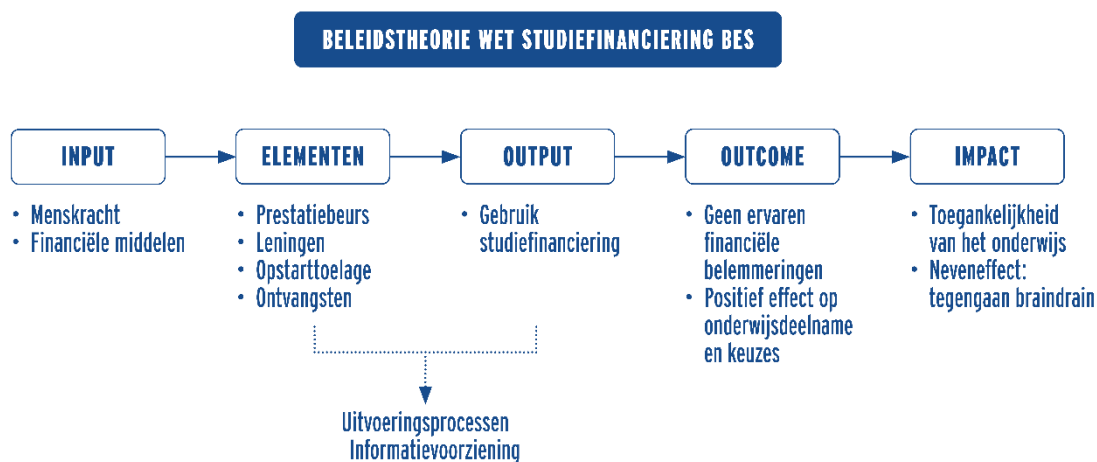 BELEIDSTHEORIE WET STUDIEFINANCIERING BES
INPUT
• Menskracht
• Financiële middelen
ELEMENTEN
• Prestatiebeurs
• Leningen
• Opstarttoelage
• Ontvangsten
OUTPUT
• Gebruik
studiefinanciering
OUTCOME
• Geen ervaren
financiële
belemmeringen
• Positief effect op
onderwijsdeelname
en keuzes
IMPACT
• Toegankelijkheid
van het onderwijs
• Neveneffect:
tegengaan braindrain
Uitvoeringsprocessen
Informatievoorziening